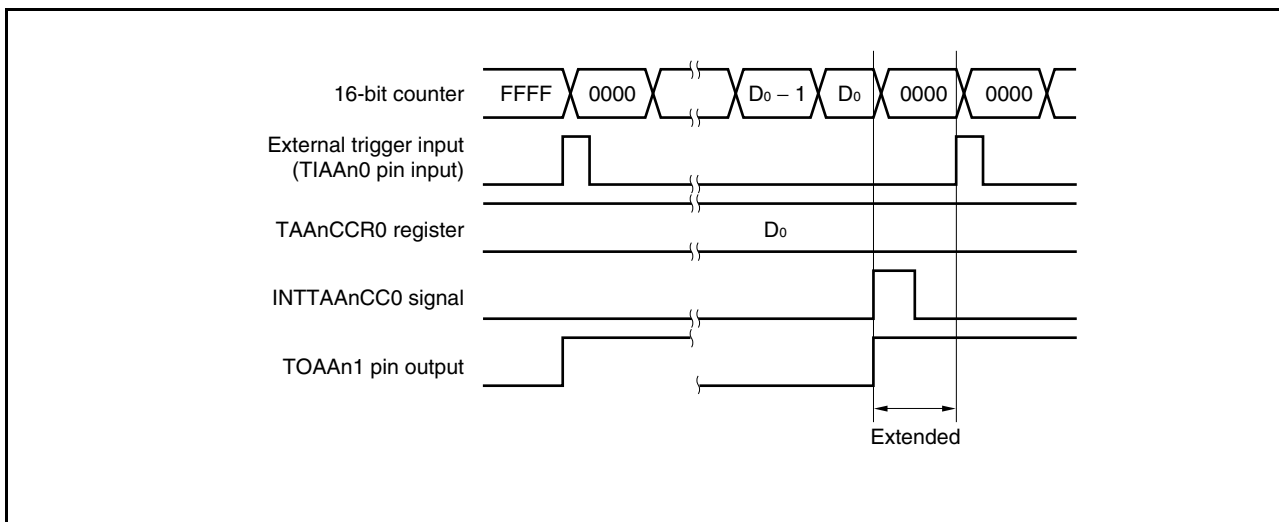 16-bit counter FFFF 0000 D0 − 1 D0 0000 0000
External trigger input
(TIAAn0 pin input)
TAAnCCR0 register D0
INTTAAnCC0 signal
TOAAn1 pin output
Extended